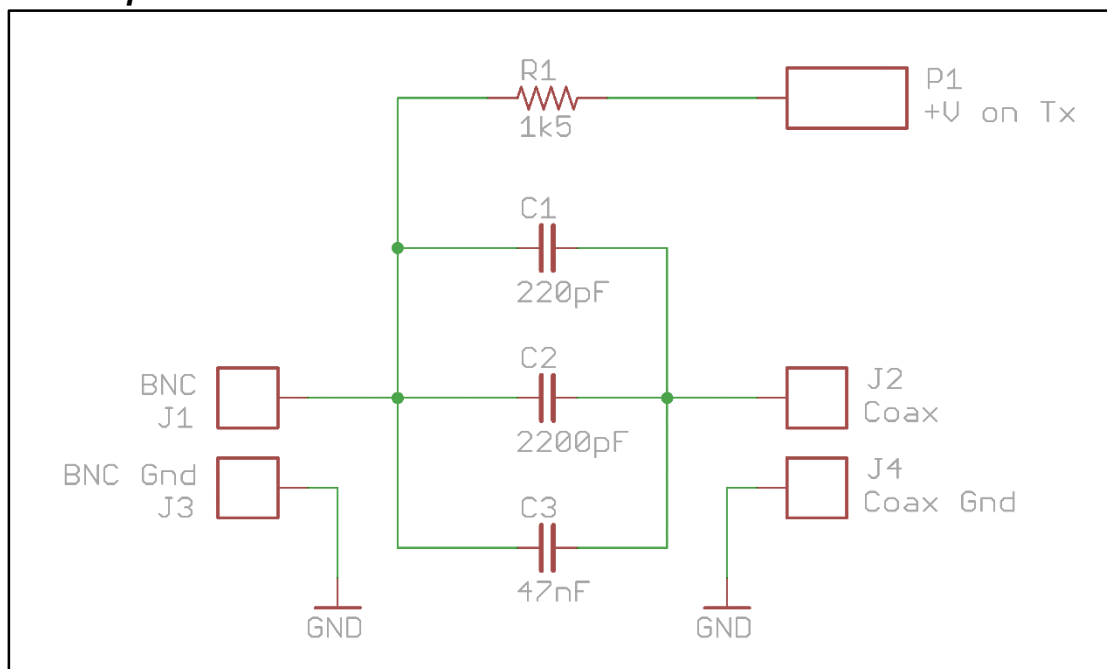 R1
1k5
P1
+V on Tx
C1
220pF
BNC
J1
C2
2200pF
J2
Coax
BNC Gnd
J3
C3
47nF
J4
Coax Gnd
GND
GND